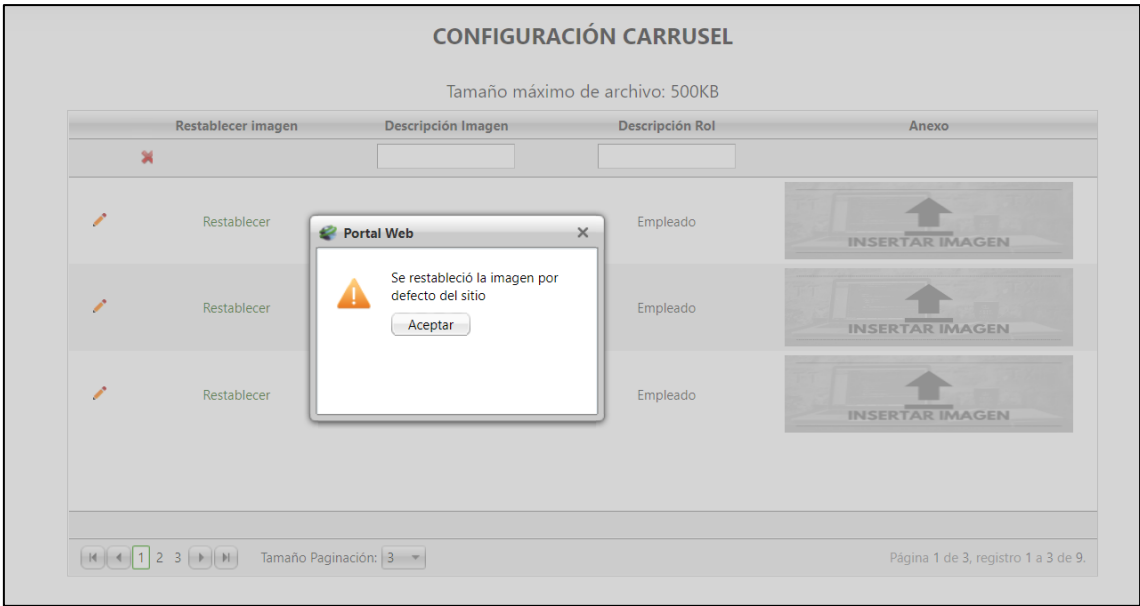 CONFIGURACIÓN CARRUSEL
Tamaño máximo de archivo: 500KB
Restablecer imagen Descripción Imagen Descripción Rol Anexo
Restablecer Empleado INSERTAR IMAGEN
Portal Web
Se restableció la imagen por
defecto del sitio
Aceptar
Restablecer Empleado INSERTAR IMAGEN
Restablecer Empleado INSERTAR IMAGEN
1 2 3 Tamaño Paginación: 3 Página 1 de 3, registro 1 a 3 de 9.